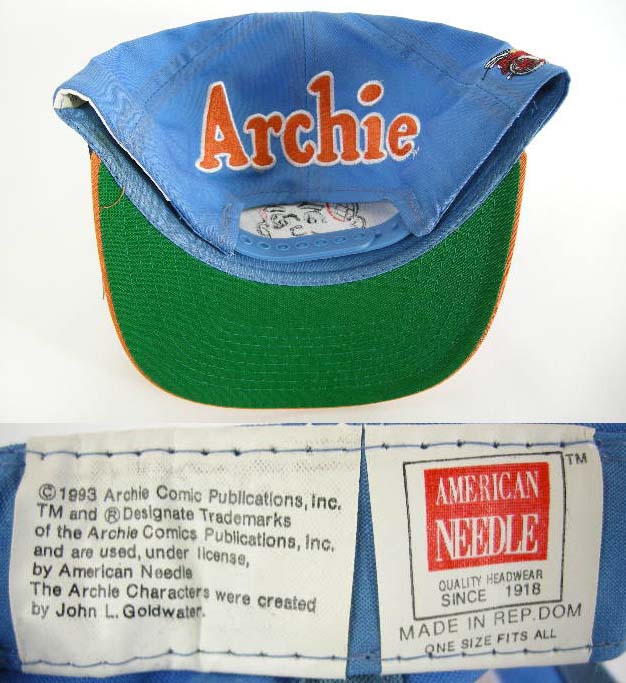 Archie
©1993 Archie Comic Publications, Inc.
TM and ®Designate Trademarks
of the Archie Comics Publications, Inc.
and are used, under license,
by American Needle
The Archie Characters were created
by John L. Goldwater.
AMERICAN
NEEDLE
TM
QUALITY HEADWEAR
SINCE 1918
MADE IN REP.DOM
ONE SIZE FITS ALL